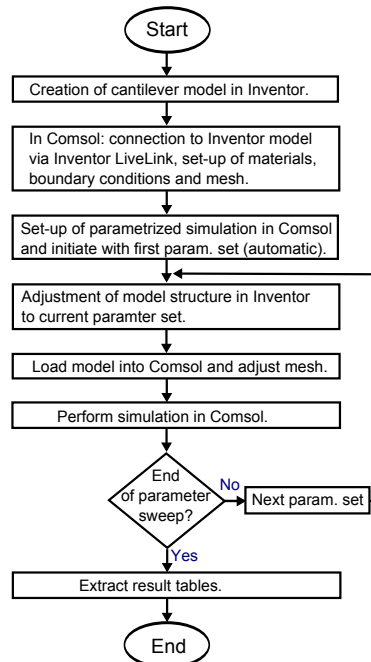 Start
Creation of cantilever model in Inventor.
In Comsol: connection to Inventor model
via Inventor LiveLink, set-up of materials,
boundary conditions and mesh.
Set-up of parametrized simulation in Comsol
and initiate with first param. set (automatic).
Adjustment of model structure in Inventor
to current paramter set.
Load model into Comsol and adjust mesh.
Perform simulation in Comsol.
End
of parameter
sweep?
No
Next param. set
Yes
Extract result tables.
End